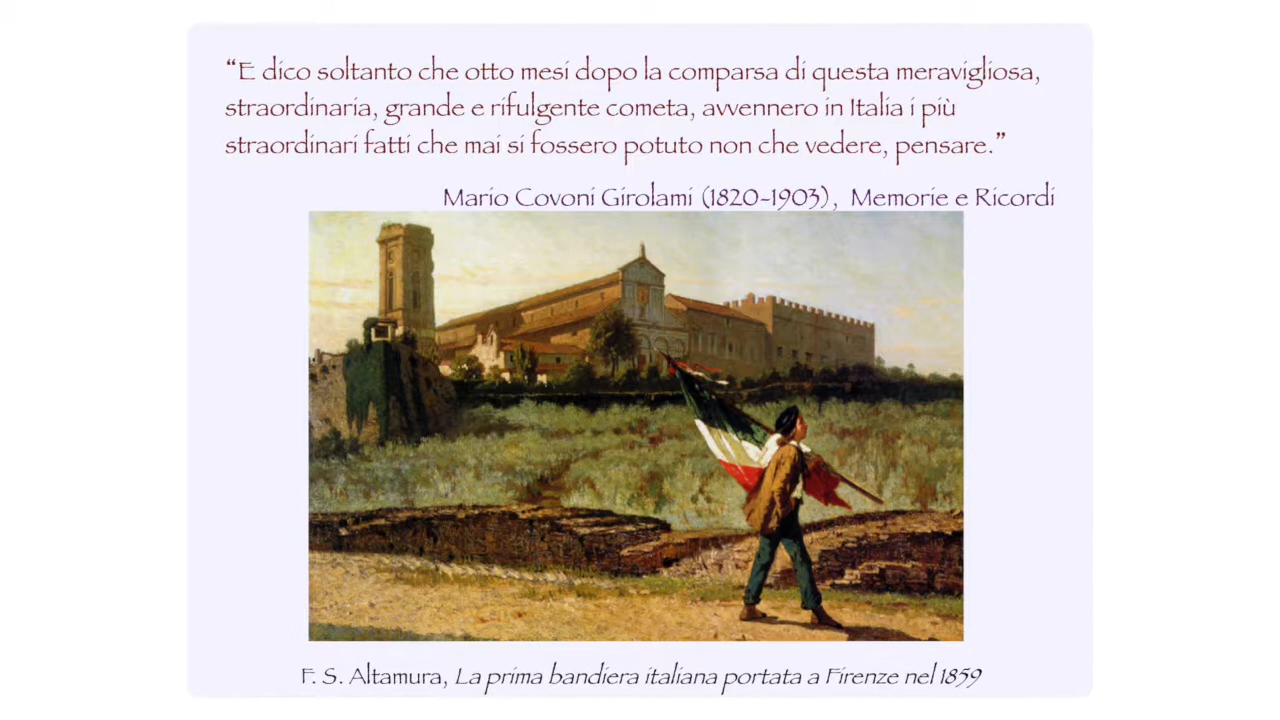 “E dico soltanto che otto mesi dopo la comparsa di questa meravigliosa,
straordinaria, grande e rifulgente cometa, avvennero in Italia i più
straordinari fatti che mai si fossero potuto non che vedere, pensare.”
Mario Covoni Girolami (1820-1903), Memorie e Ricordi
F. S. Altamura, La prima bandiera italiana portata a Firenze nel 1859